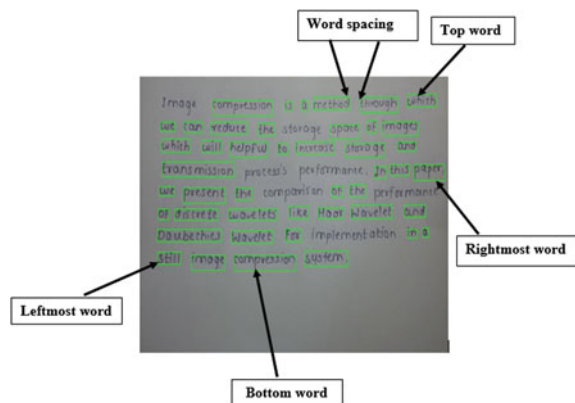 Word spacing
Top word
Image compression is a method through which
we can reduce the storage space of images
which will helpful to increase storage and
transmission process's performance. In this paper,
we present the comparison of the performance
of discrete wavelets like Haar Wavelet and
Daubechies Wavelet For implementation in a
still image compression system.
Rightmost word
Leftmost word
Bottom word